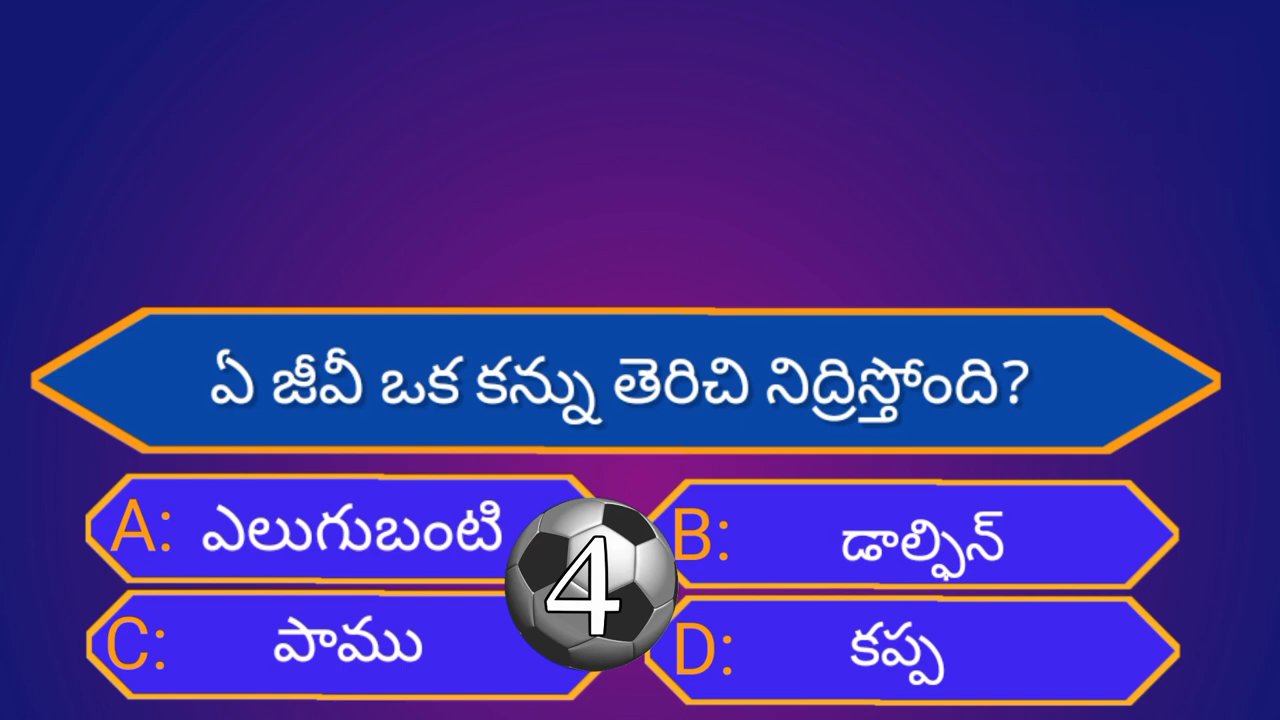 ఏ జీవీ ఒక కన్ను తెరిచి నిద్రిస్తోంది?
A: ఎలుగుబంటి
B: డాల్ఫిన్
4
C: పాము
D: కప్ప